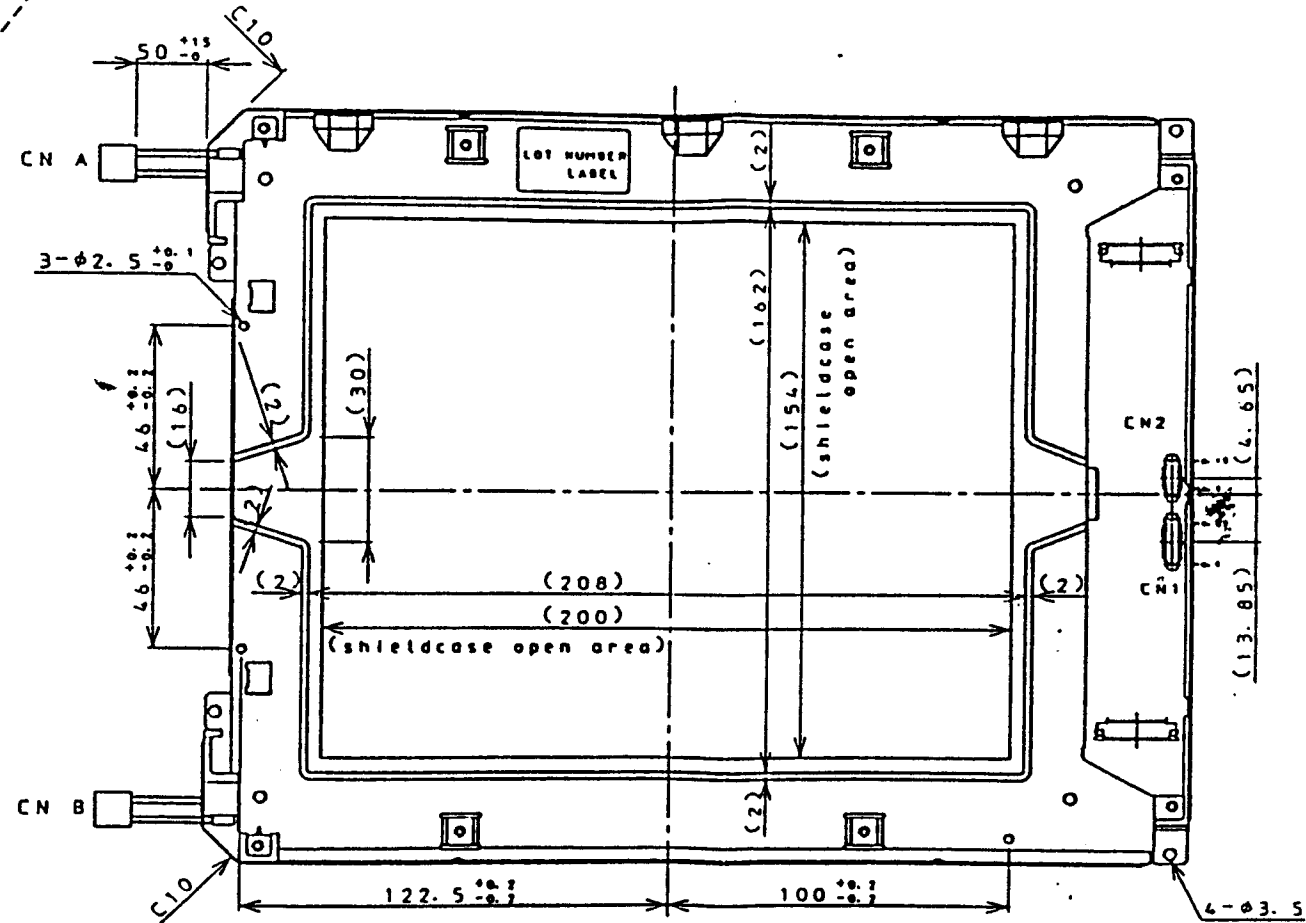 C10
50 +15 -0
CN A
LOT NUMBER
LABEL
(2)
3-φ2.5 +0.1 -0
(162)
(154)
(shieldcase
open area)
46 +0.2 -0.2
(16)
(2)
(30)
CN2
(4.65)
(2)
46 +0.2 -0.2
(2)
(208)
(2)
CN1
(200)
(shieldcase open area)
(13.85)
CN B
(2)
C10
122.5 +0.2 -0.2
100 +0.2 -0.2
4-φ3.5